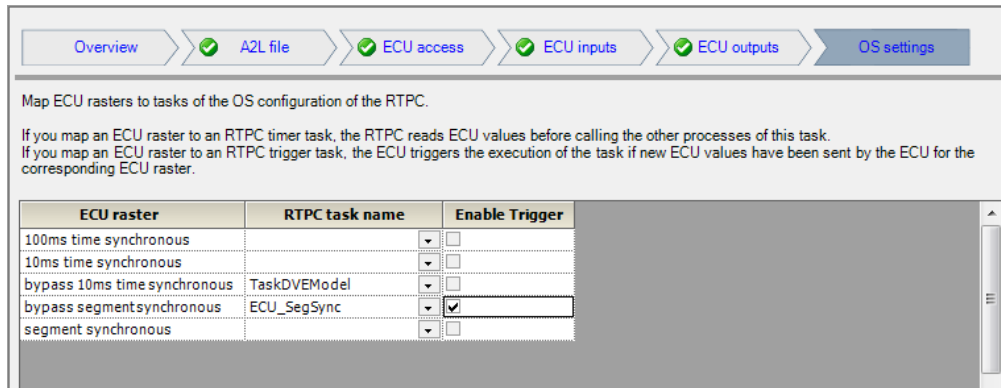 Overview A2L file ECU access ECU inputs ECU outputs OS settings
Map ECU rasters to tasks of the OS configuration of the RTPC.
If you map an ECU raster to an RTPC timer task, the RTPC reads ECU values before calling the other processes of this task.
If you map an ECU raster to an RTPC trigger task, the ECU triggers the execution of the task if new ECU values have been sent by the ECU for the
corresponding ECU raster.
ECU raster RTPC task name Enable Trigger
100ms time synchronous
10ms time synchronous
bypass 10ms time synchronous TaskDVEModel
bypass segmentsynchronous ECU_SegSync
segment synchronous